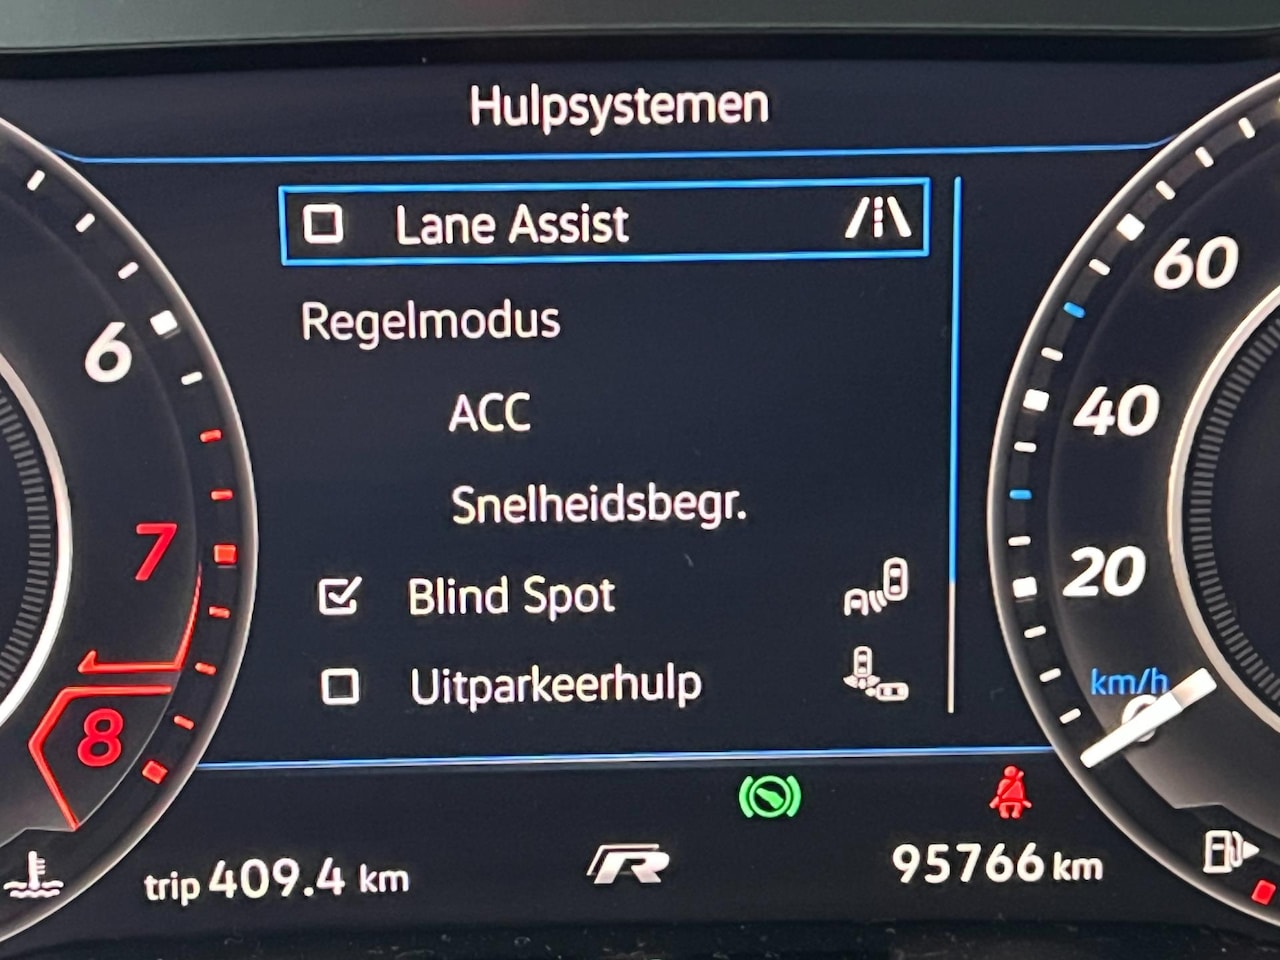 Hulpsystemen
Lane Assist
Regelmodus
ACC
Snelheidsbegr.
Blind Spot
Uitparkeerhulp
6
7
8
60
40
20
km/h
0
trip 409.4 km
R
95766 km